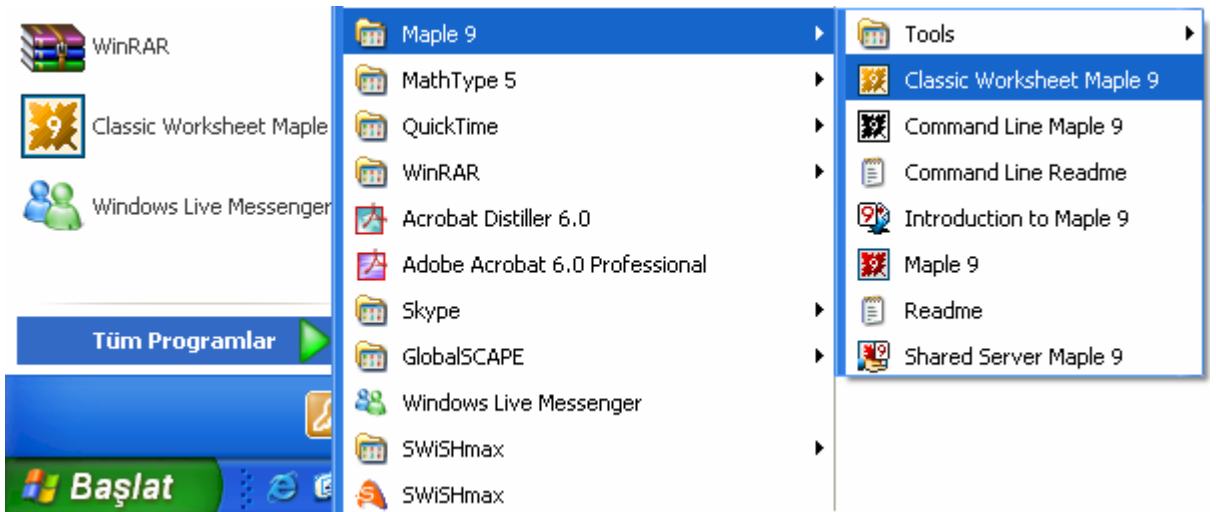 WinRAR
Classic Worksheet Maple
Windows Live Messenger
Tüm Programlar
Başlat
Maple 9
MathType 5
QuickTime
WinRAR
Acrobat Distiller 6.0
Adobe Acrobat 6.0 Professional
Skype
GlobalSCAPE
Windows Live Messenger
SWiSHmax
SWiSHmax
Tools
Classic Worksheet Maple 9
Command Line Maple 9
Command Line Readme
Introduction to Maple 9
Maple 9
Readme
Shared Server Maple 9